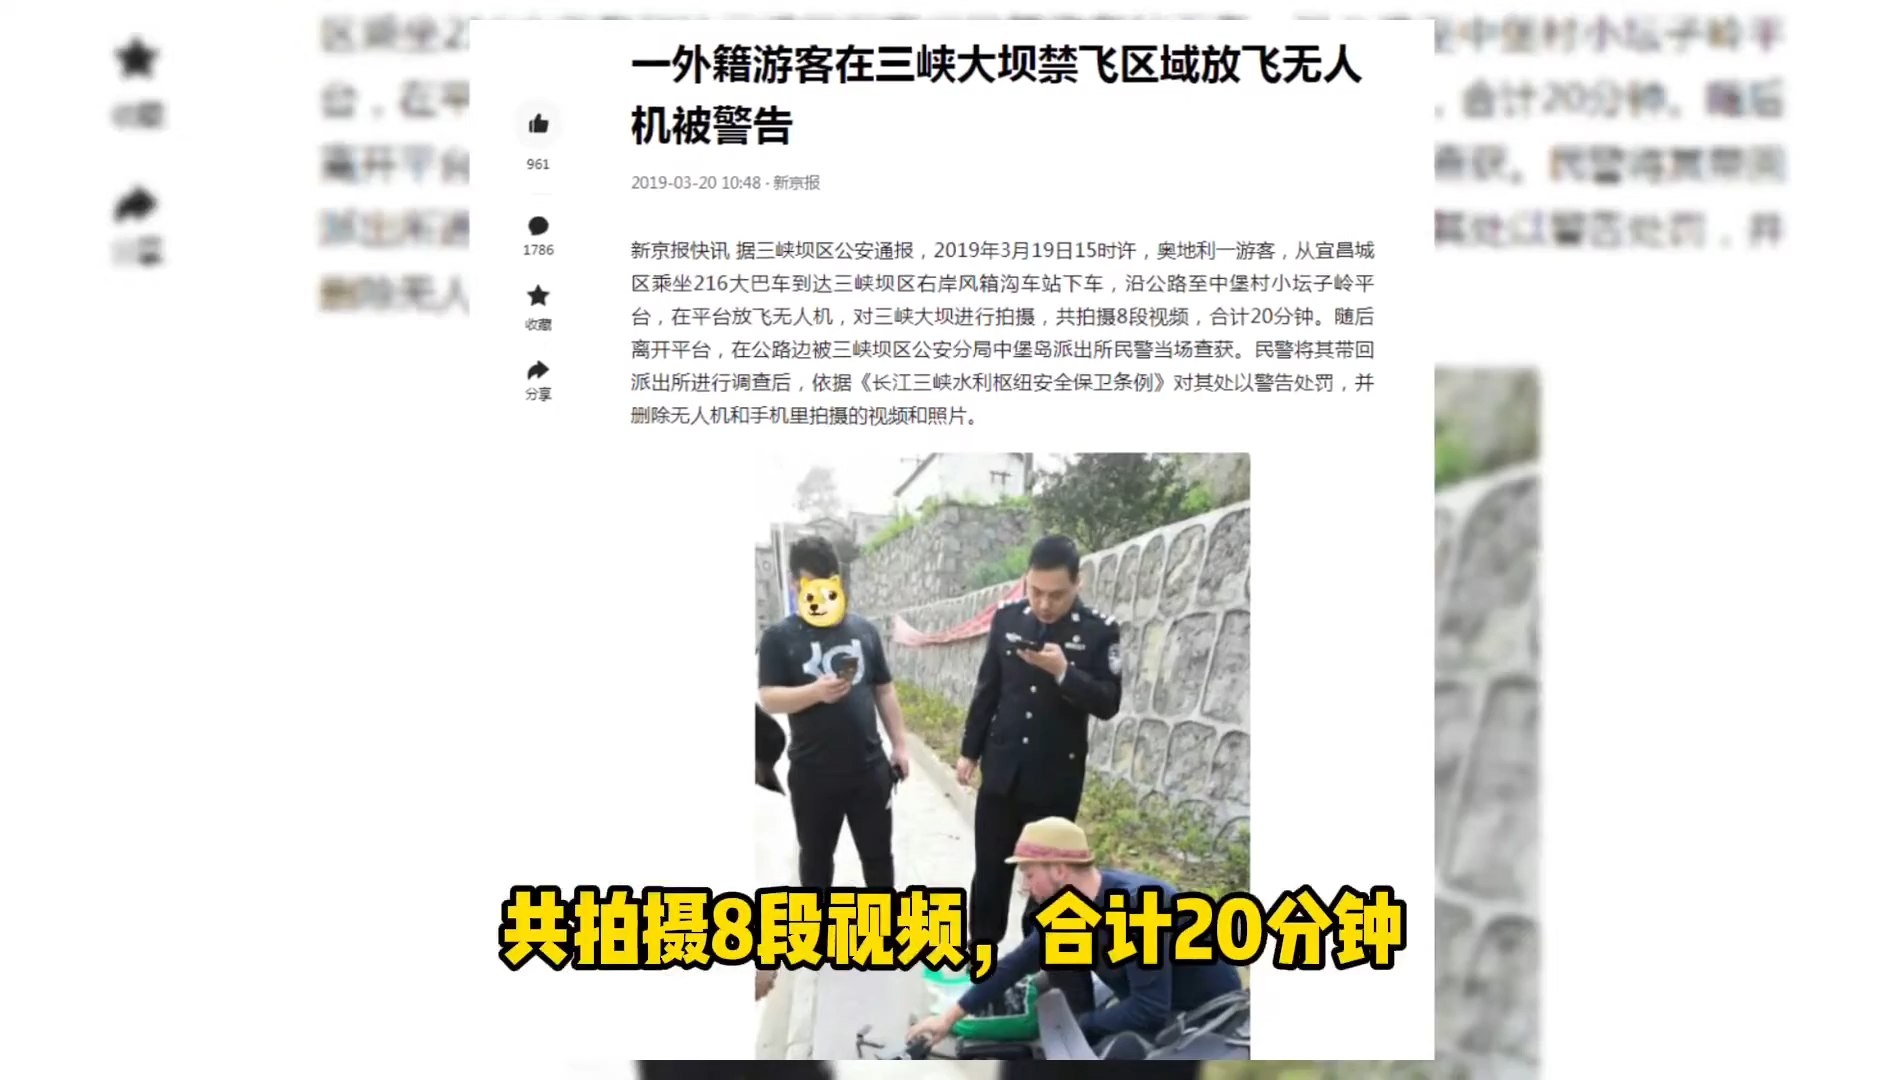 一外籍游客在三峡大坝禁飞区域放飞无人
机被警告
961
2019-03-20 10:48 · 新京报
1786
新京报快讯 据三峡坝区公安通报，2019年3月19日15时许，奥地利一游客，从宜昌城
区乘坐216大巴车到达三峡坝区右岸风箱沟车站下车，沿公路至中堡村小坛子岭平
台，在平台放飞无人机，对三峡大坝进行拍摄，共拍摄8段视频，合计20分钟。随后
离开平台，在公路边被三峡坝区公安分局中堡岛派出所民警当场查获。民警将其带回
派出所进行调查后，依据《长江三峡水利枢纽安全保卫条例》对其处以警告处罚，并
删除无人机和手机里拍摄的视频和照片。
收藏
分享
共拍摄8段视频，合计20分钟